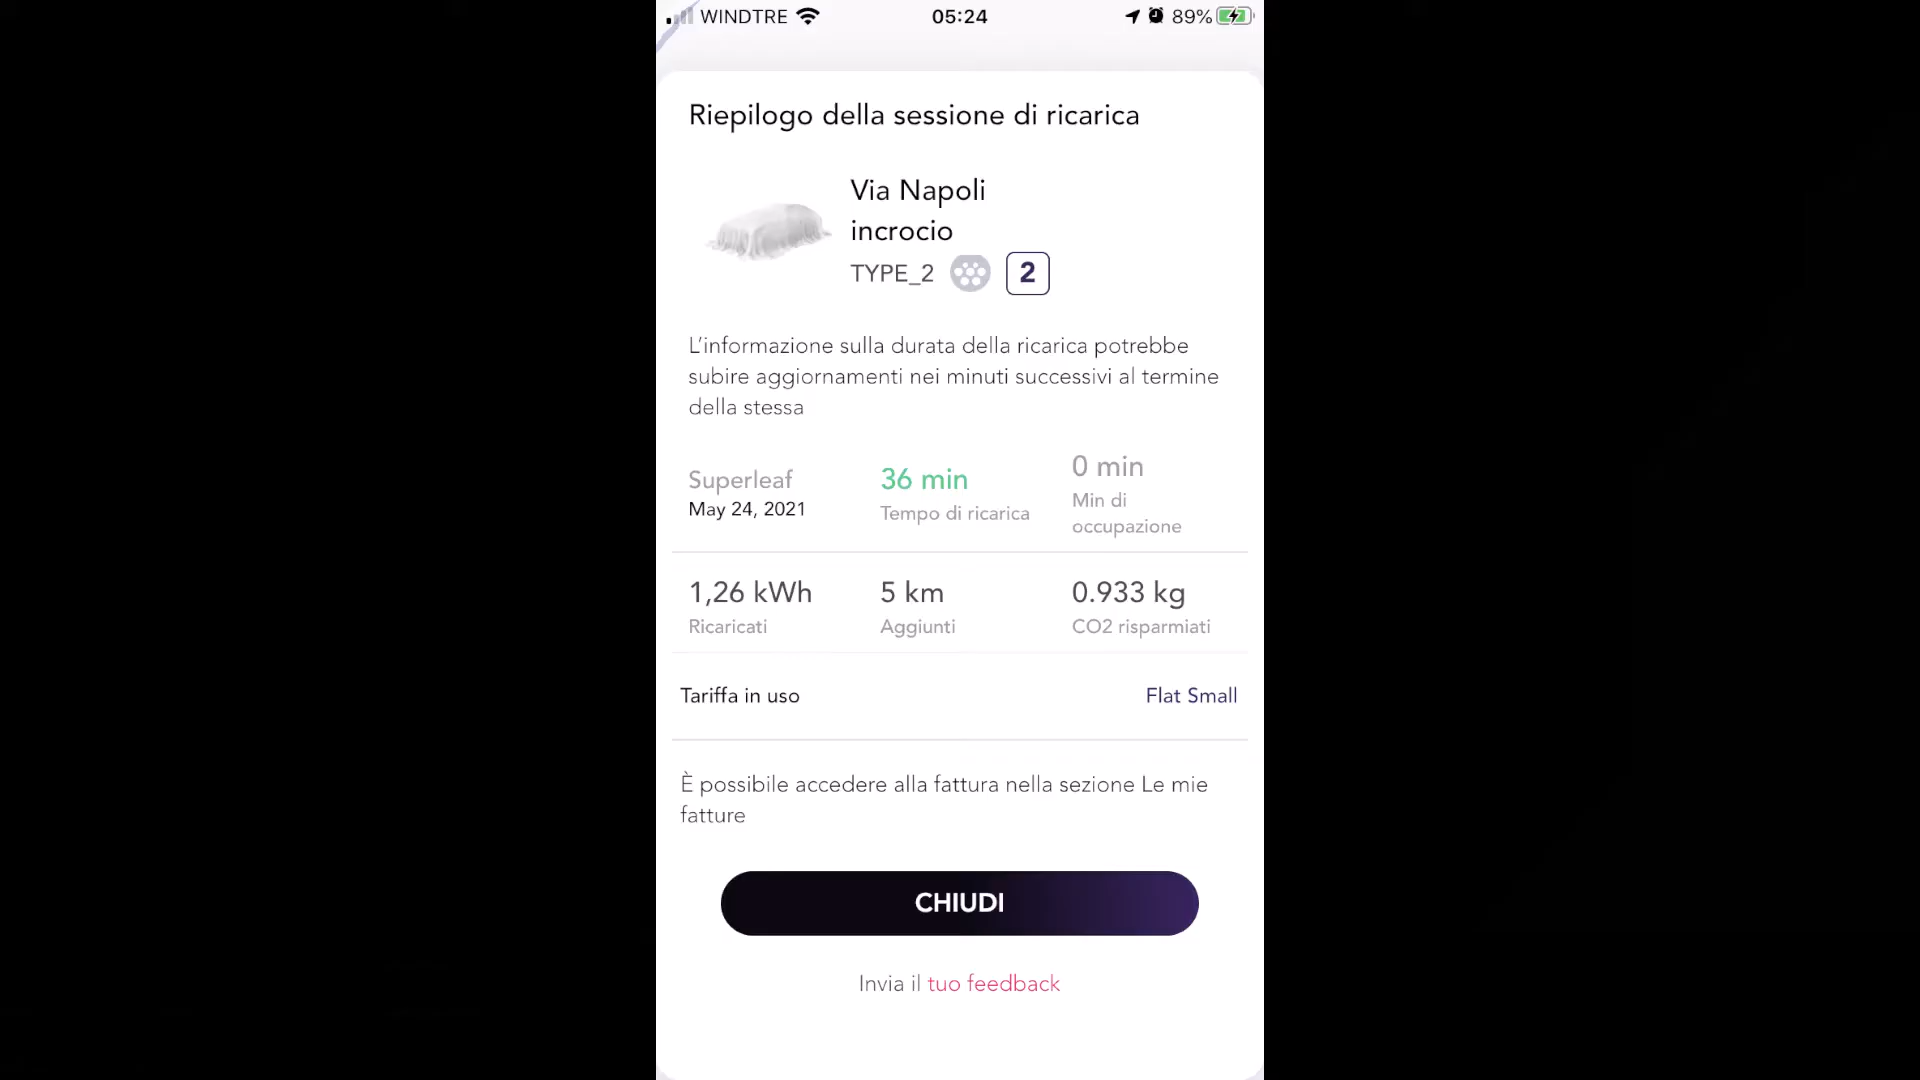 WINDTRE 05:24 89%
Riepilogo della sessione di ricarica
Via Napoli
incrocio
TYPE_2 2
L'informazione sulla durata della ricarica potrebbe
subire aggiornamenti nei minuti successivi al termine
della stessa
Superleaf
May 24, 2021
36 min
Tempo di ricarica
0 min
Min di
occupazione
1,26 kWh
Ricaricati
5 km
Aggiunti
0.933 kg
CO2 risparmiati
Tariffa in uso
Flat Small
È possibile accedere alla fattura nella sezione Le mie
fatture
CHIUDI
Invia il tuo feedback